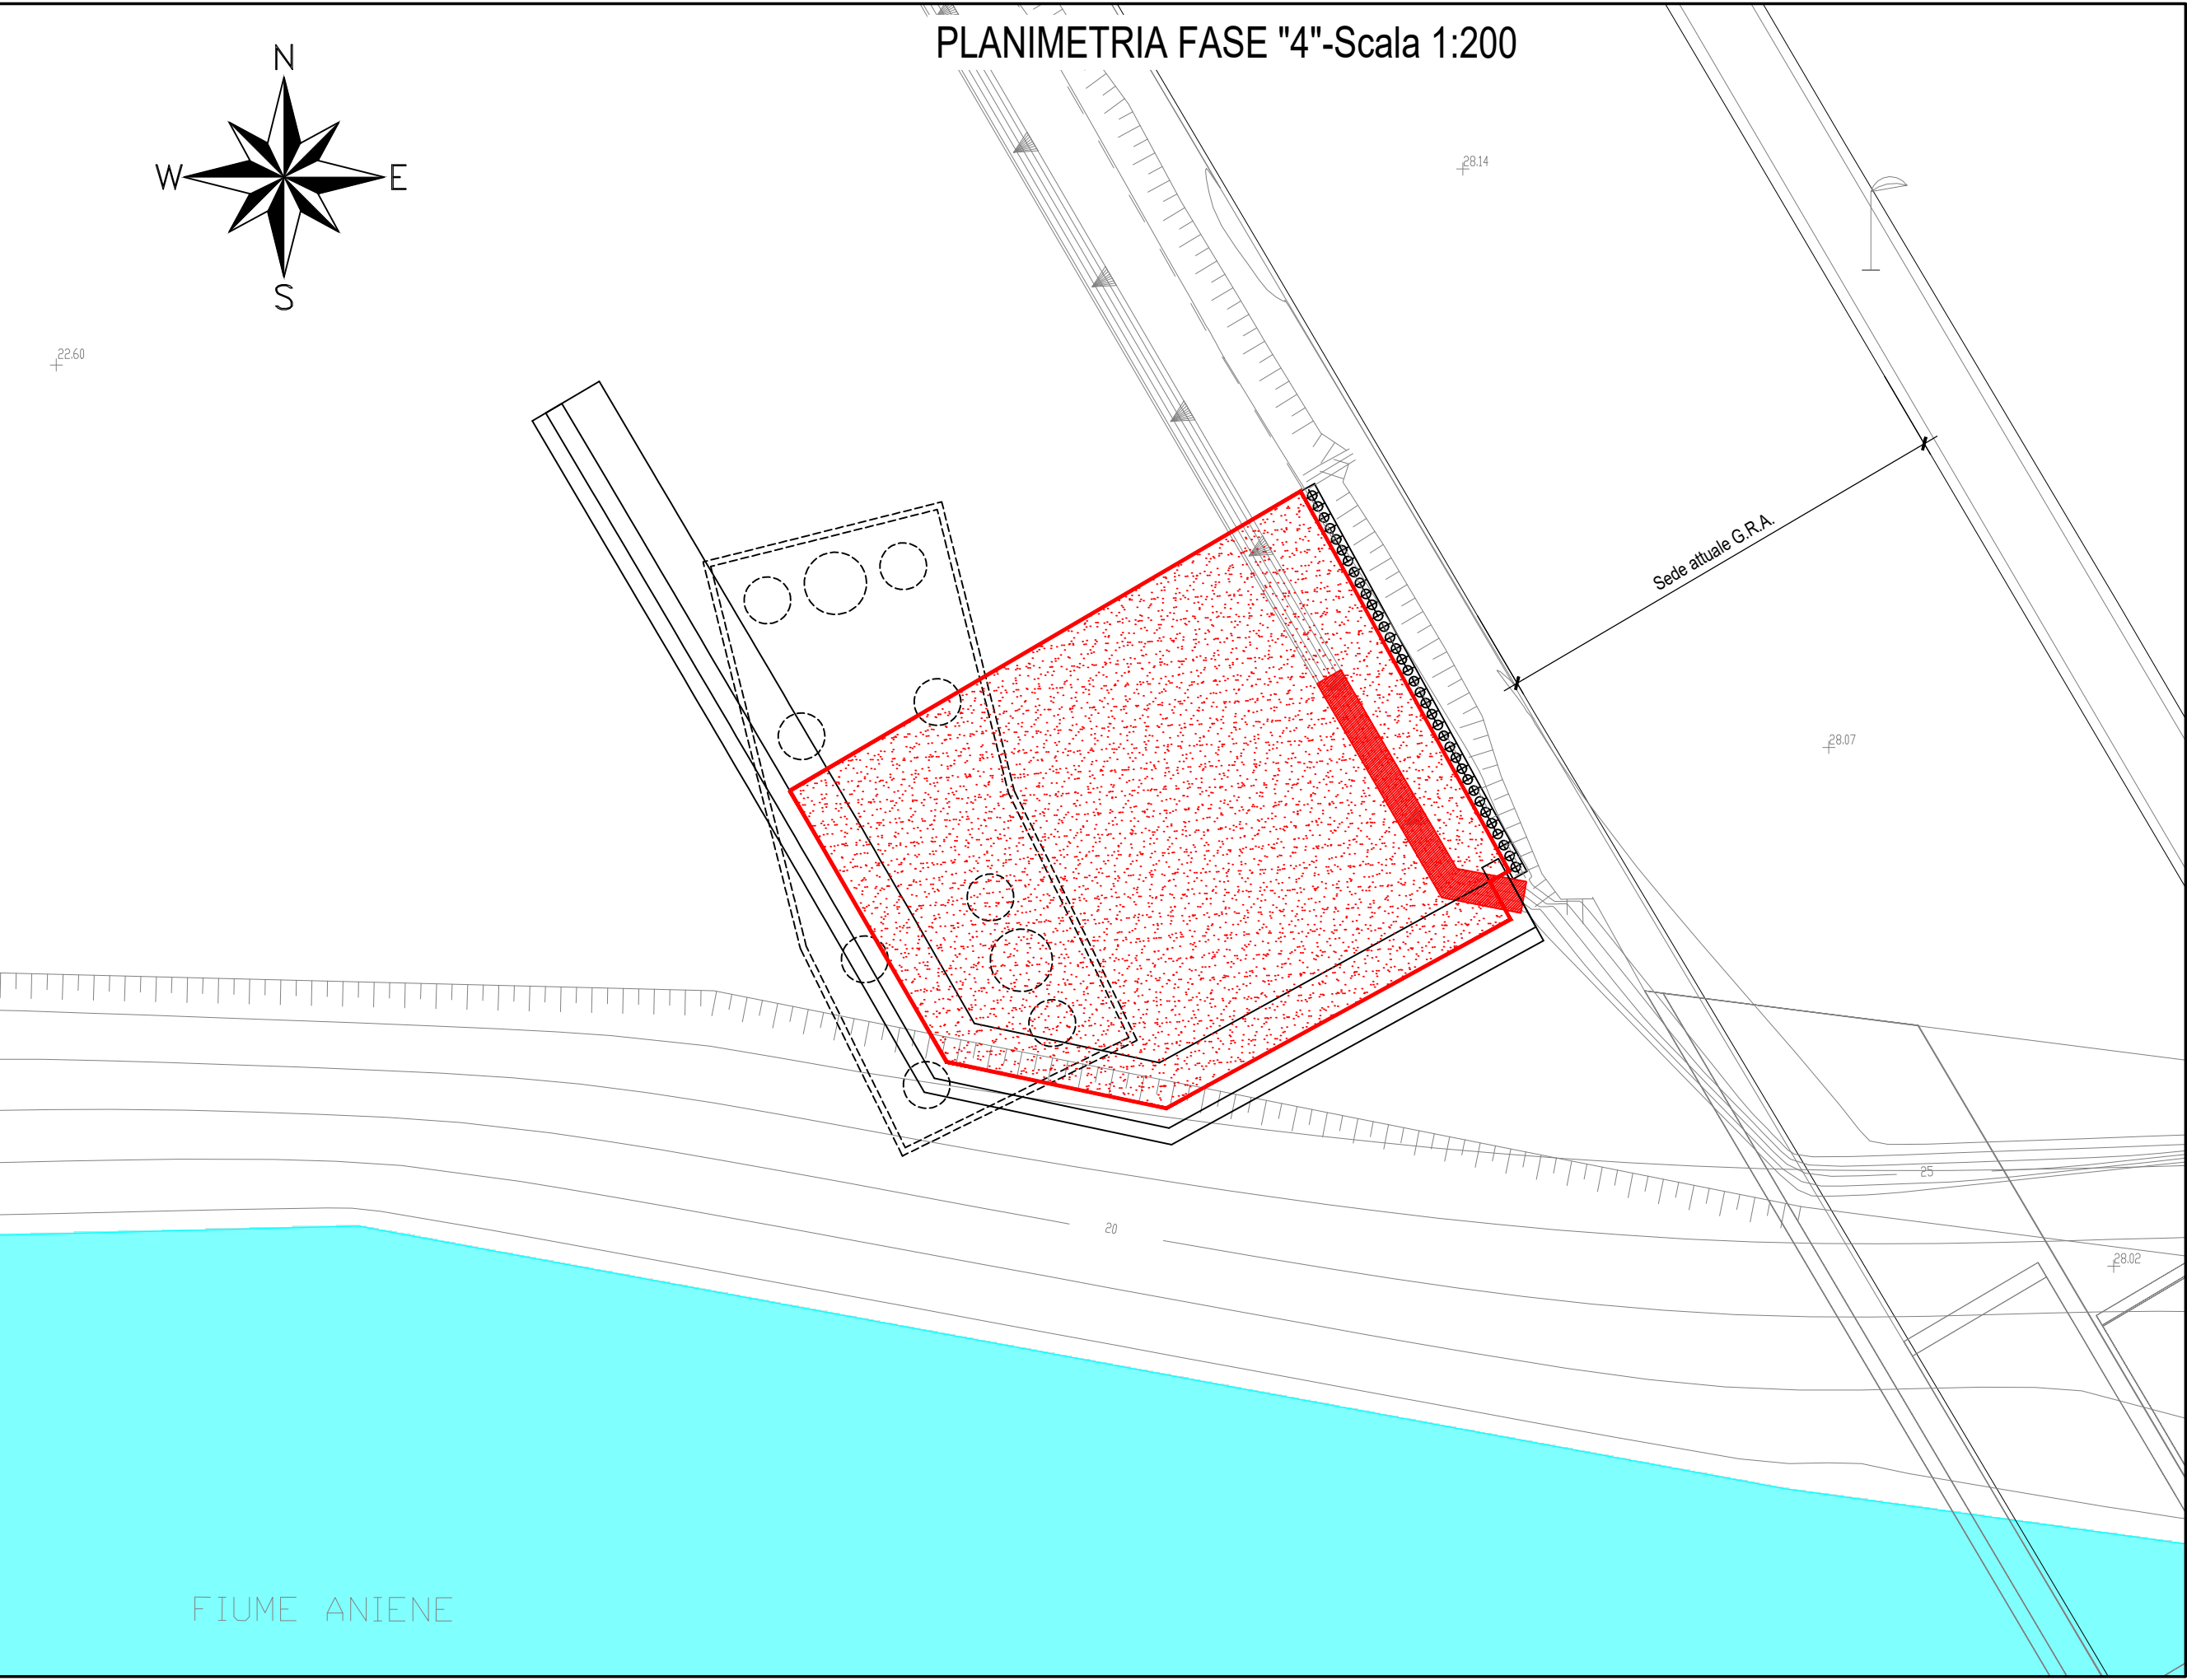 PLANIMETRIA FASE "4"-Scala 1:200
N
W
E
S
28.14
22.60
Sede attuale G.R.A.
28.07
25
20
28.02
FIUME ANIENE